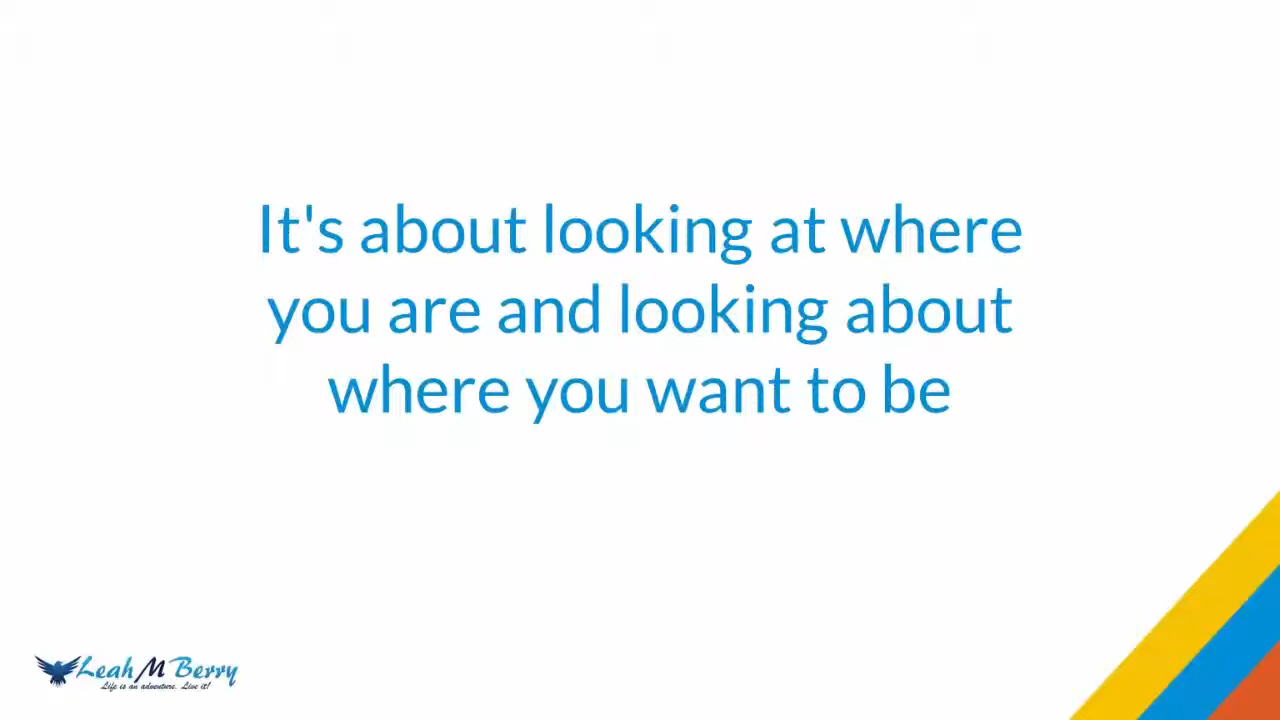 It's about looking at where
you are and looking about
where you want to be
Leah M Berry
Life is an adventure. Live it!